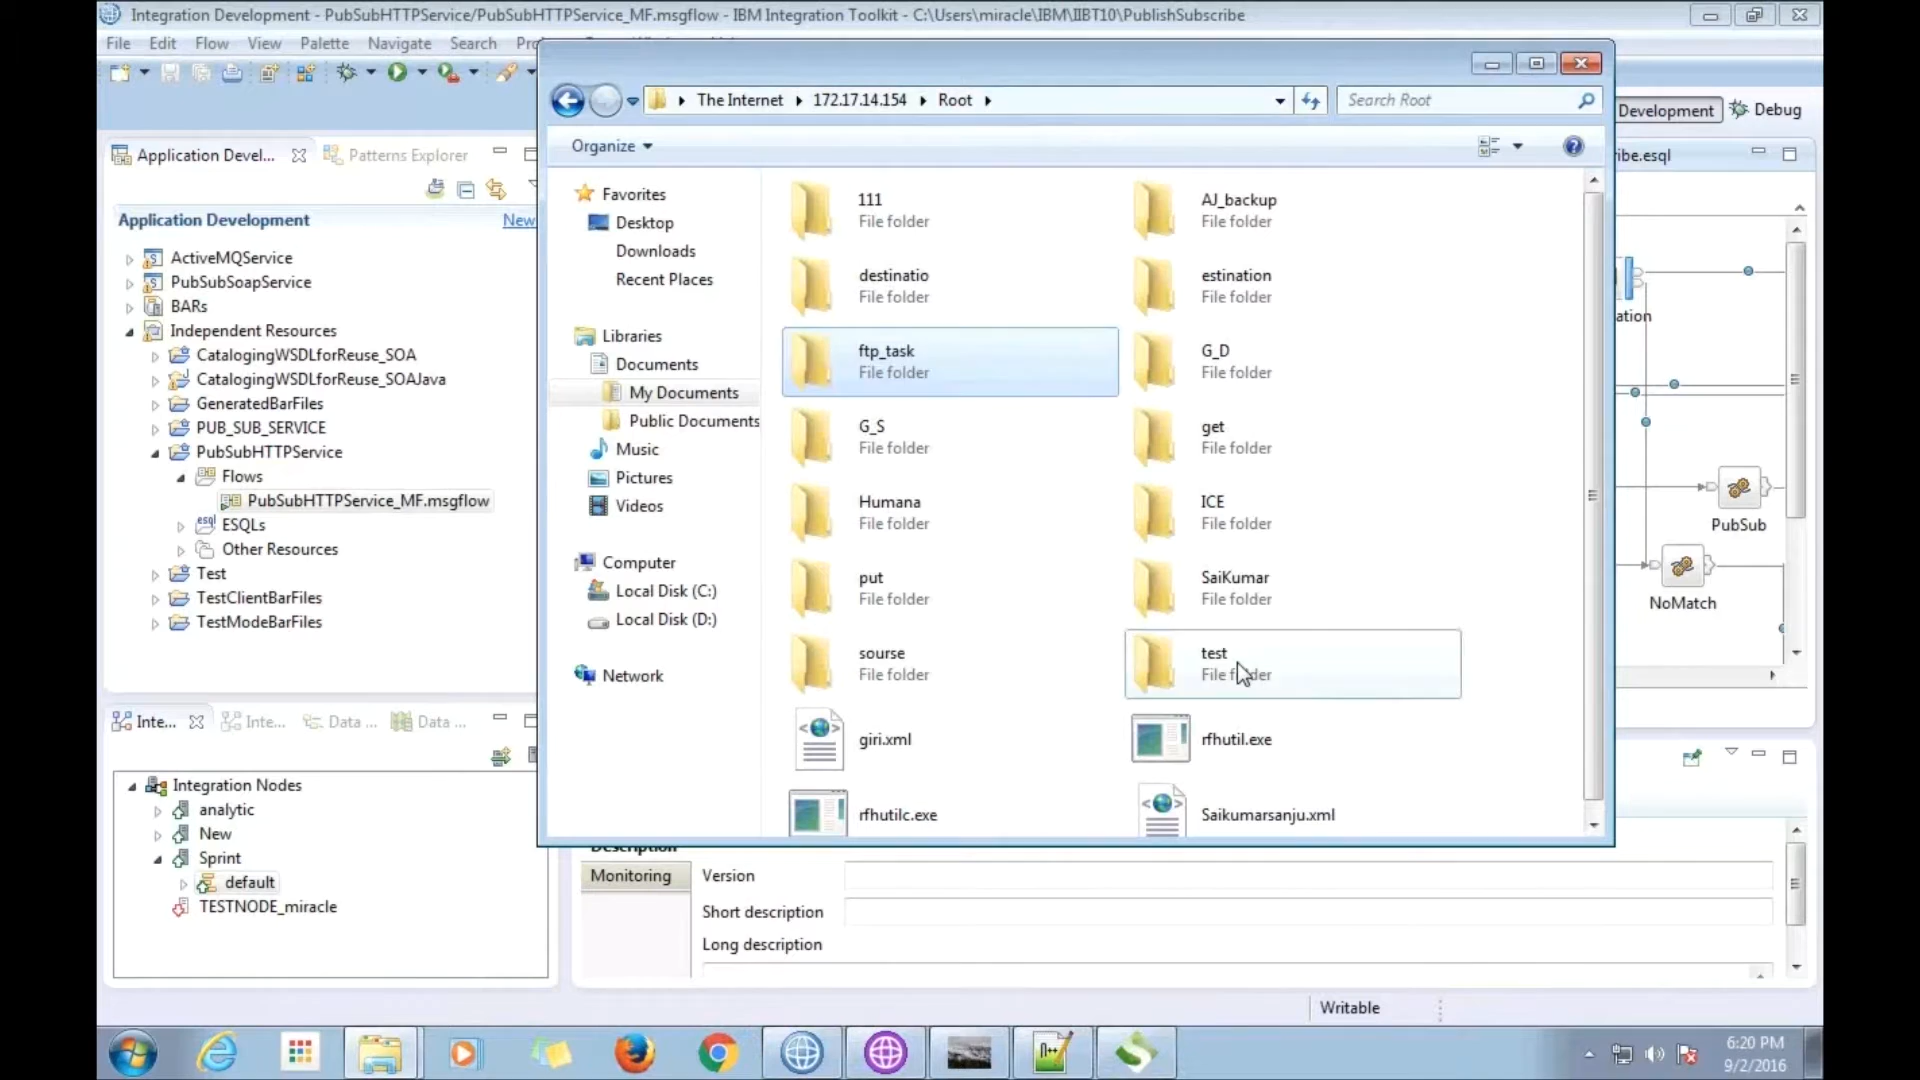 Integration Development - PubSubHTTPService/PubSubHTTPService_MF.msgflow - IBM Integration Toolkit - C:\Users\miracle\IBM\IIBT10\PublishSubscribe
File Edit Flow View Palette Navigate Search
The Internet 172.17.14.154 Root
Search Root
Development Debug
Organize
Application Devel... Patterns Explorer
ibe.esql
Application Development New
ActiveMQService
PubSubSoapService
BARs
Independent Resources
CatalogingWSDLforReuse_SOA
CatalogingWSDLforReuse_SOAJava
GeneratedBarFiles
PUB_SUB_SERVICE
PubSubHTTPService
Flows
PubSubHTTPService_MF.msgflow
ESQLs
Other Resources
Test
TestClientBarFiles
TestModeBarFiles
Favorites
Desktop
Downloads
Recent Places
Libraries
Documents
My Documents
Public Documents
Music
Pictures
Videos
Computer
Local Disk (C:)
Local Disk (D:)
Network
111
File folder
AJ_backup
File folder
destinatio
File folder
estination
File folder
ftp_task
File folder
G_D
File folder
G_S
File folder
get
File folder
Humana
File folder
ICE
File folder
put
File folder
SaiKumar
File folder
sourse
File folder
test
File folder
giri.xml
rfhutil.exe
rfhutilc.exe
Saikumarsanju.xml
ation
PubSub
NoMatch
Inte... Inte... Data ... Data ...
Integration Nodes
analytic
New
Sprint
default
TESTNODE_miracle
Description
Monitoring
Version
Short description
Long description
Writable
6:20 PM
9/2/2016